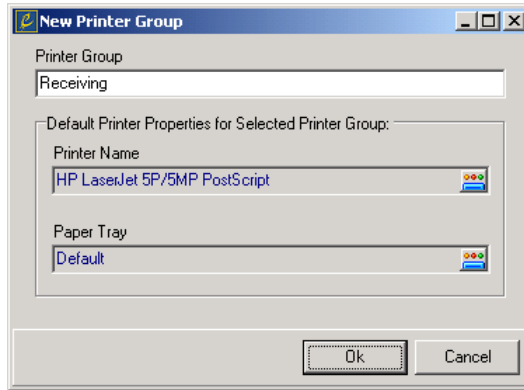 New Printer Group
Printer Group
Receiving
Default Printer Properties for Selected Printer Group:
Printer Name
HP LaserJet 5P/5MP PostScript
Paper Tray
Default
Ok
Cancel